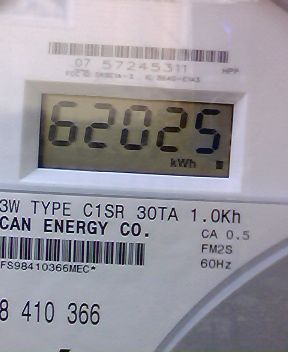 07 57245311 HPP
62025
kWh
3W TYPE C1SR 30TA 1.0Kh
CAN ENERGY CO. CA 0.5
FM2S
FS98410366MEC* 60Hz
8 410 366